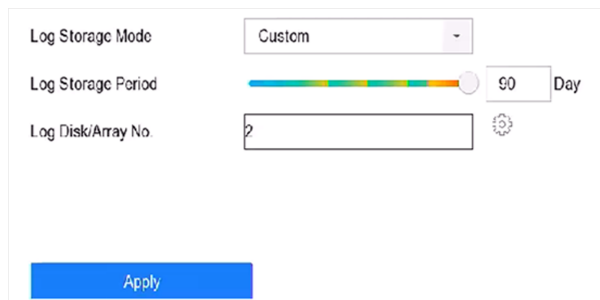 Log Storage Mode Custom
Log Storage Period 90 Day
Log Disk/Array No. 2
Apply